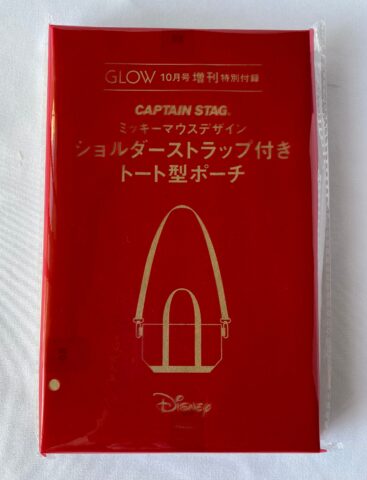 GLOW 10月号増刊 特別付録
CAPTAIN STAG®
ミッキーマウスデザイン
ショルダーストラップ付き
トート型ポーチ
Disney